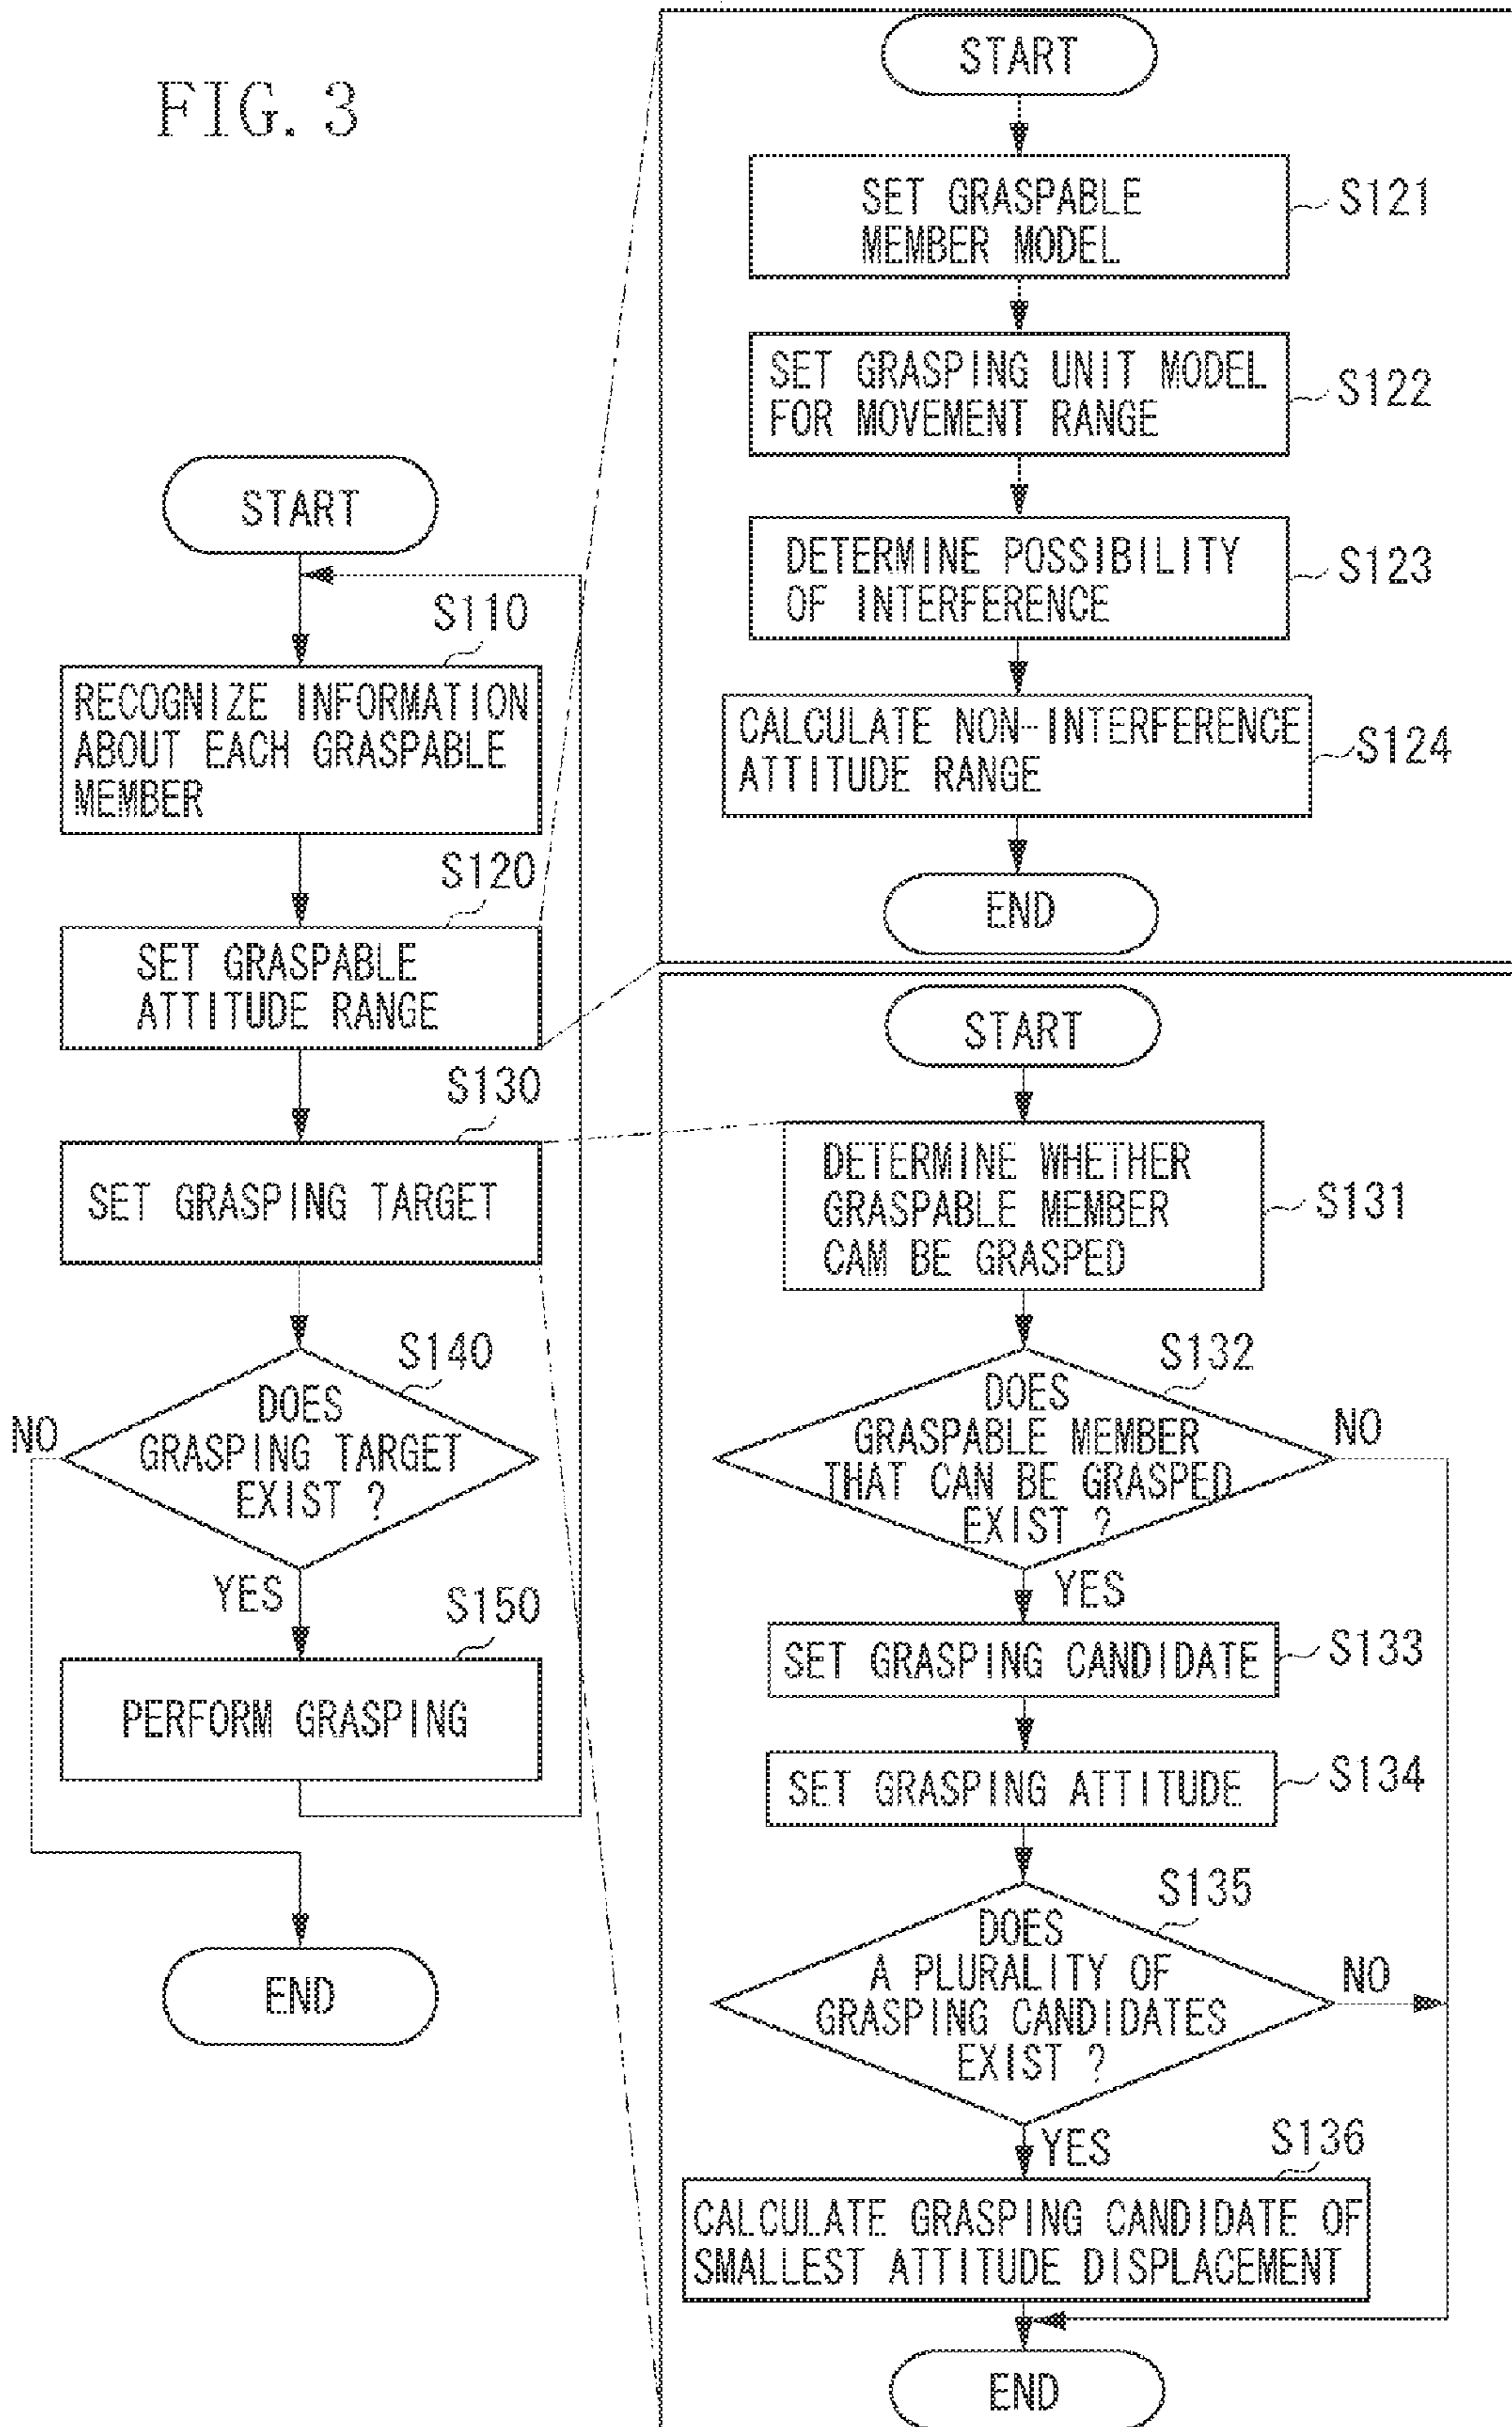 FIG. 3
START
S110
RECOGNIZE INFORMATION
ABOUT EACH GRASPABLE
MEMBER
S120
SET GRASPABLE
ATTITUDE RANGE
S130
SET GRASPING TARGET
S140
DOES
GRASPING TARGET
EXIST ?
NO
YES
S150
PERFORM GRASPING
END
START
SET GRASPABLE
MEMBER MODEL
S121
SET GRASPING UNIT MODEL
FOR MOVEMENT RANGE
S122
DETERMINE POSSIBILITY
OF INTERFERENCE
S123
CALCULATE NON-INTERFERENCE
ATTITUDE RANGE
S124
END
START
DETERMINE WHETHER
GRASPABLE MEMBER
CAM BE GRASPED
S131
S132
DOES
GRASPABLE MEMBER
THAT CAN BE GRASPED
EXIST ?
NO
YES
SET GRASPING CANDIDATE
S133
SET GRASPING ATTITUDE
S134
S135
DOES
A PLURALITY OF
GRASPING CANDIDATES
EXIST ?
NO
YES
S136
CALCULATE GRASPING CANDIDATE OF
SMALLEST ATTITUDE DISPLACEMENT
END